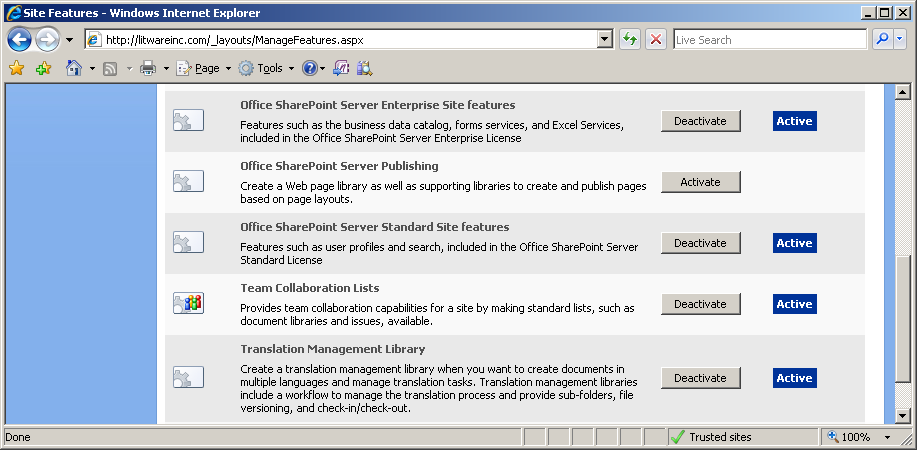 Site Features - Windows Internet Explorer
http://litwareinc.com/_layouts/ManageFeatures.aspx
Live Search
Page
Tools
Office SharePoint Server Enterprise Site features
Features such as the business data catalog, forms services, and Excel Services,
included in the Office SharePoint Server Enterprise License
Deactivate
Active
Office SharePoint Server Publishing
Create a Web page library as well as supporting libraries to create and publish pages
based on page layouts.
Activate
Office SharePoint Server Standard Site features
Features such as user profiles and search, included in the Office SharePoint Server
Standard License
Deactivate
Active
Team Collaboration Lists
Provides team collaboration capabilities for a site by making standard lists, such as
document libraries and issues, available.
Deactivate
Active
Translation Management Library
Create a translation management library when you want to create documents in
multiple languages and manage translation tasks. Translation management libraries
include a workflow to manage the translation process and provide sub-folders, file
versioning, and check-in/check-out.
Deactivate
Active
Done
Trusted sites
100%